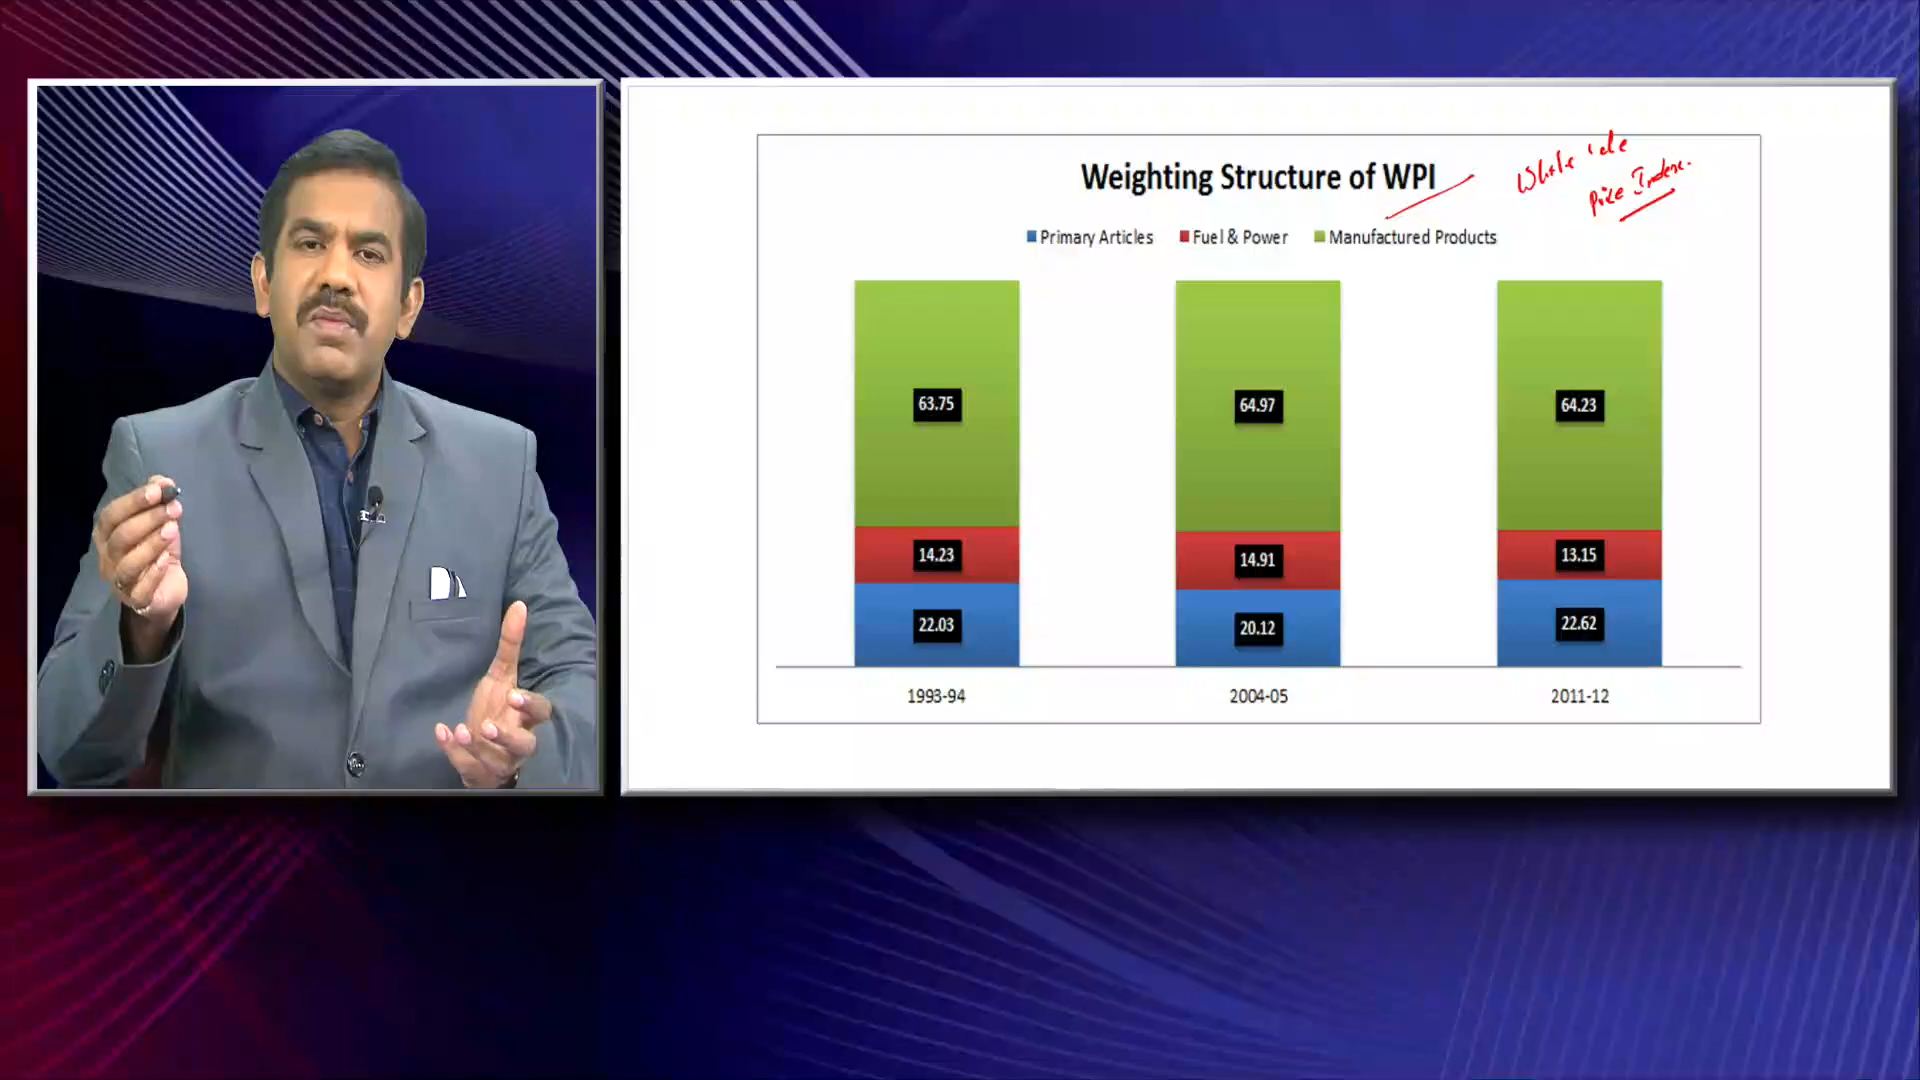 Weighting Structure of WPI
Whole sale
Price Index.
Primary Articles Fuel & Power Manufactured Products
63.75 64.97 64.23
14.23 14.91 13.15
22.03 20.12 22.62
1993-94 2004-05 2011-12